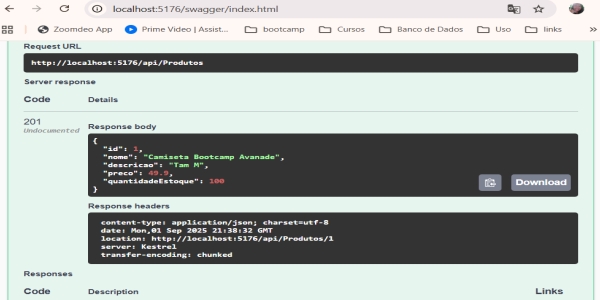 localhost:5176/swagger/index.html
Zoomdeo App
Prime Video | Assist...
bootcamp
Cursos
Banco de Dados
Uso
links
»
Request URL
http://localhost:5176/api/Produtos
Server response
Code Details
201
Undocumented
Response body
{
"id": 1,
"nome": "Camiseta Bootcamp Avanade",
"descricao": "Tam M",
"preco": 49.9,
"quantidadeEstoque": 100
}
Download
Response headers
content-type: application/json; charset=utf-8
date: Mon,01 Sep 2025 21:38:32 GMT
location: http://localhost:5176/api/Produtos/1
server: Kestrel
transfer-encoding: chunked
Responses
Code Description Links